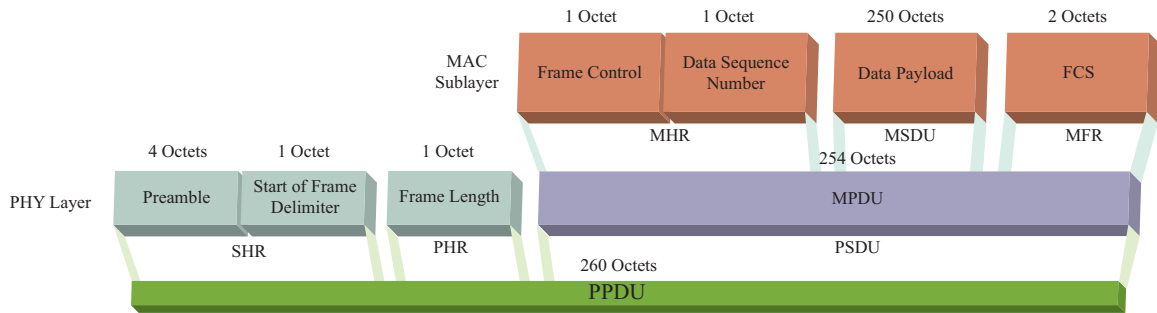 1 Octet
1 Octet
250 Octets
2 Octets
MAC
Sublayer
Frame Control
Data Sequence
Number
Data Payload
FCS
MHR
MSDU
MFR
4 Octets
1 Octet
1 Octet
254 Octets
PHY Layer
Preamble
Start of Frame
Delimiter
Frame Length
MPDU
SHR
PHR
PSDU
260 Octets
PPDU